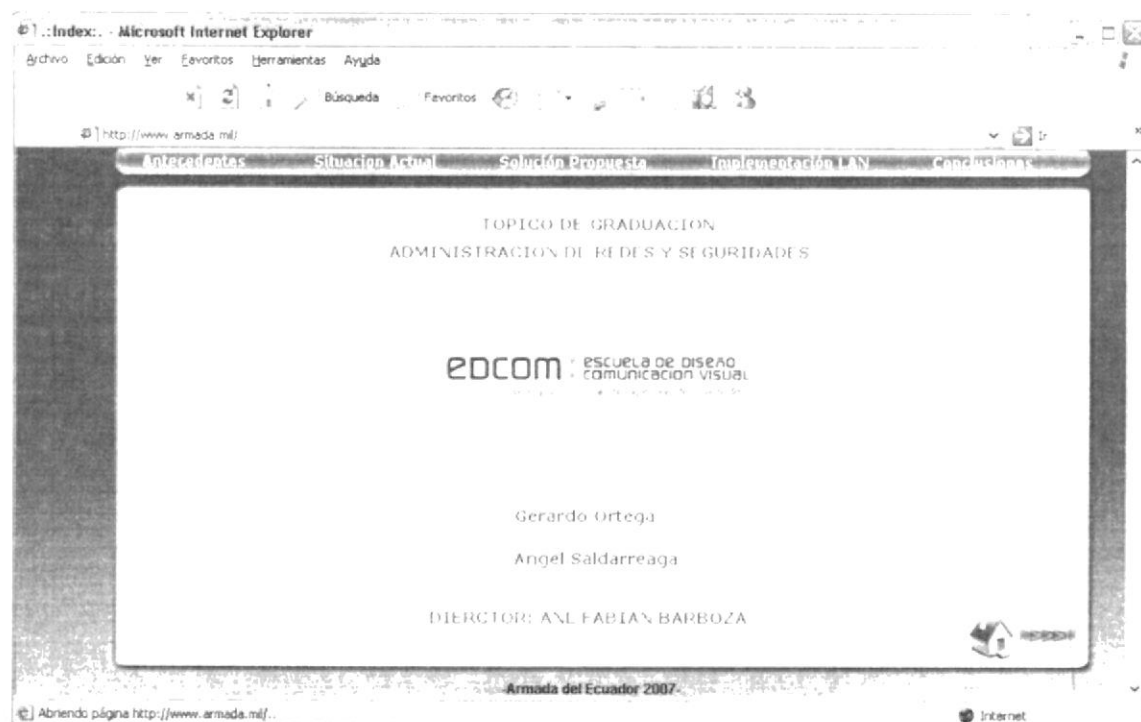 .:Index:. - Microsoft Internet Explorer
Archivo Edición Ver Favoritos Herramientas Ayuda
Búsqueda Favoritos
http://www.armada.mil/ Ir
Antecedentes Situacion Actual Solución Propuesta Implementación LAN Conclusiones
TOPICO DE GRADUACION
ADMINISTRACION DE REDES Y SEGURIDADES
EDCOM : ESCUELA DE DISEÑO
COMUNICACION VISUAL
Gerardo Ortega
Angel Saldarreaga
DIERCTOR: ANL FABIAN BARBOZA
-Armada del Ecuador 2007-
Abriendo página http://www.armada.mil/.. Internet